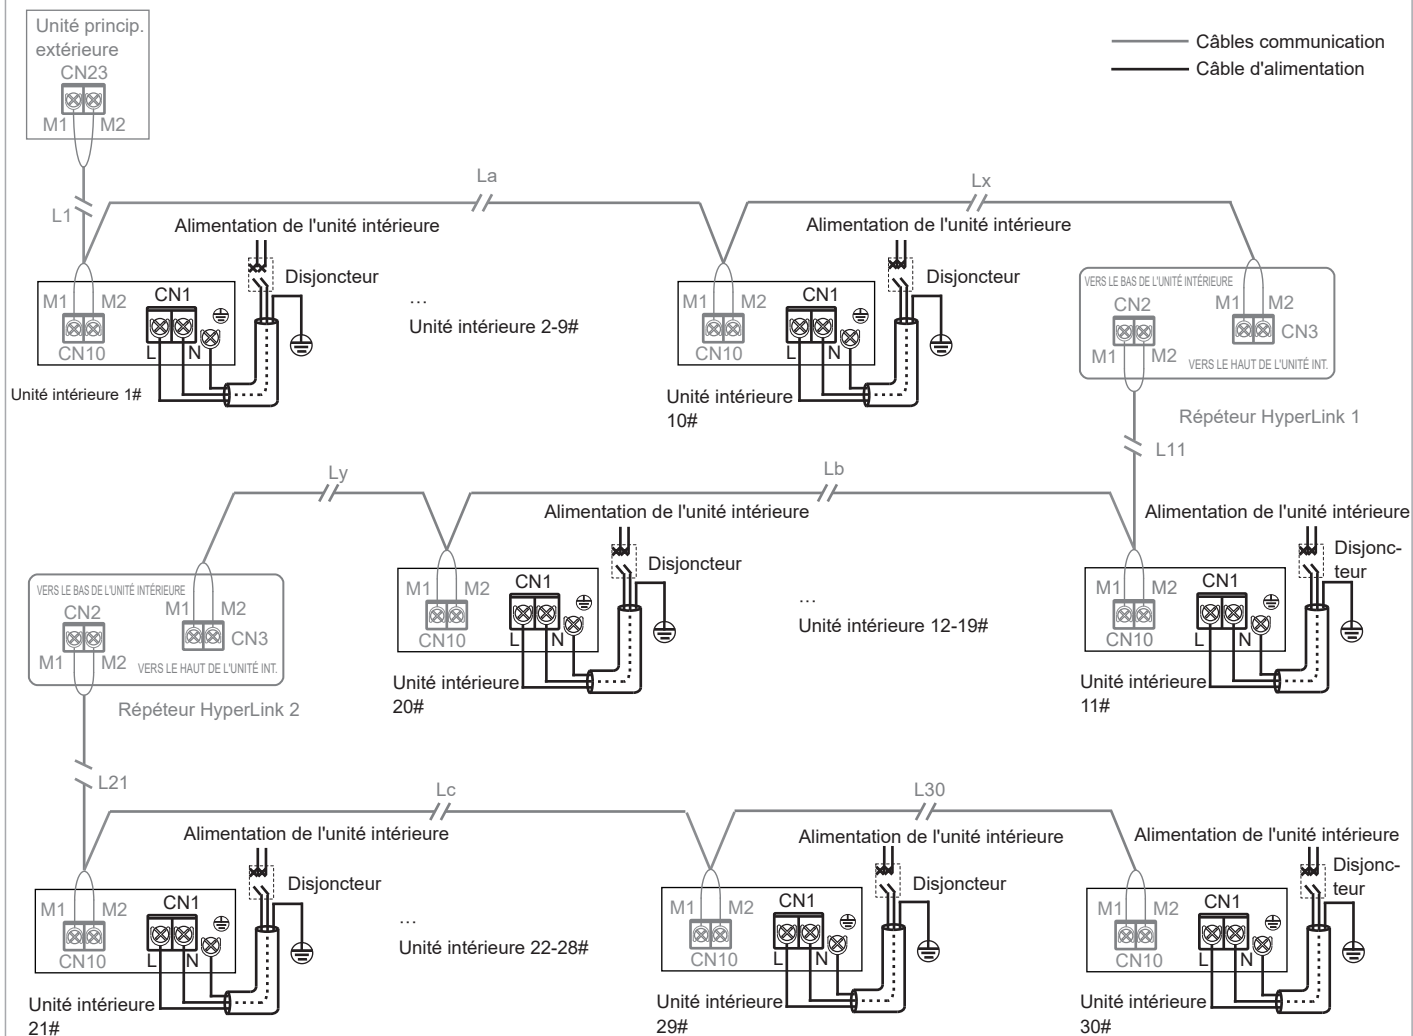 Unité princip.
extérieure
CN23
M1 M2
Câbles communication
Câble d'alimentation
L1
La
Lx
Alimentation de l'unité intérieure
Disjoncteur
M1 M2
CN1
CN10
L N
Unité intérieure 1#
...
Unité intérieure 2-9#
Alimentation de l'unité intérieure
Disjoncteur
M1 M2
CN1
CN10
L N
Unité intérieure
10#
VERS LE BAS DE L'UNITÉ INTÉRIEURE
CN2
M1 M2
M1 M2
CN3
VERS LE HAUT DE L'UNITÉ INT.
Répéteur HyperLink 1
L11
Ly
Lb
VERS LE BAS DE L'UNITÉ INTÉRIEURE
CN2
M1 M2
M1 M2
CN3
VERS LE HAUT DE L'UNITÉ INT.
Répéteur HyperLink 2
Alimentation de l'unité intérieure
Disjoncteur
M1 M2
CN1
CN10
L N
Unité intérieure
20#
...
Unité intérieure 12-19#
Alimentation de l'unité intérieure
Disjonc-
teur
M1 M2
CN1
CN10
L N
Unité intérieure
11#
L21
Lc
L30
Alimentation de l'unité intérieure
Disjoncteur
M1 M2
CN1
CN10
L N
Unité intérieure
21#
...
Unité intérieure 22-28#
Alimentation de l'unité intérieure
Disjoncteur
M1 M2
CN1
CN10
L N
Unité intérieure
29#
Alimentation de l'unité intérieure
Disjonc-
teur
M1 M2
CN1
CN10
L N
Unité intérieure
30#